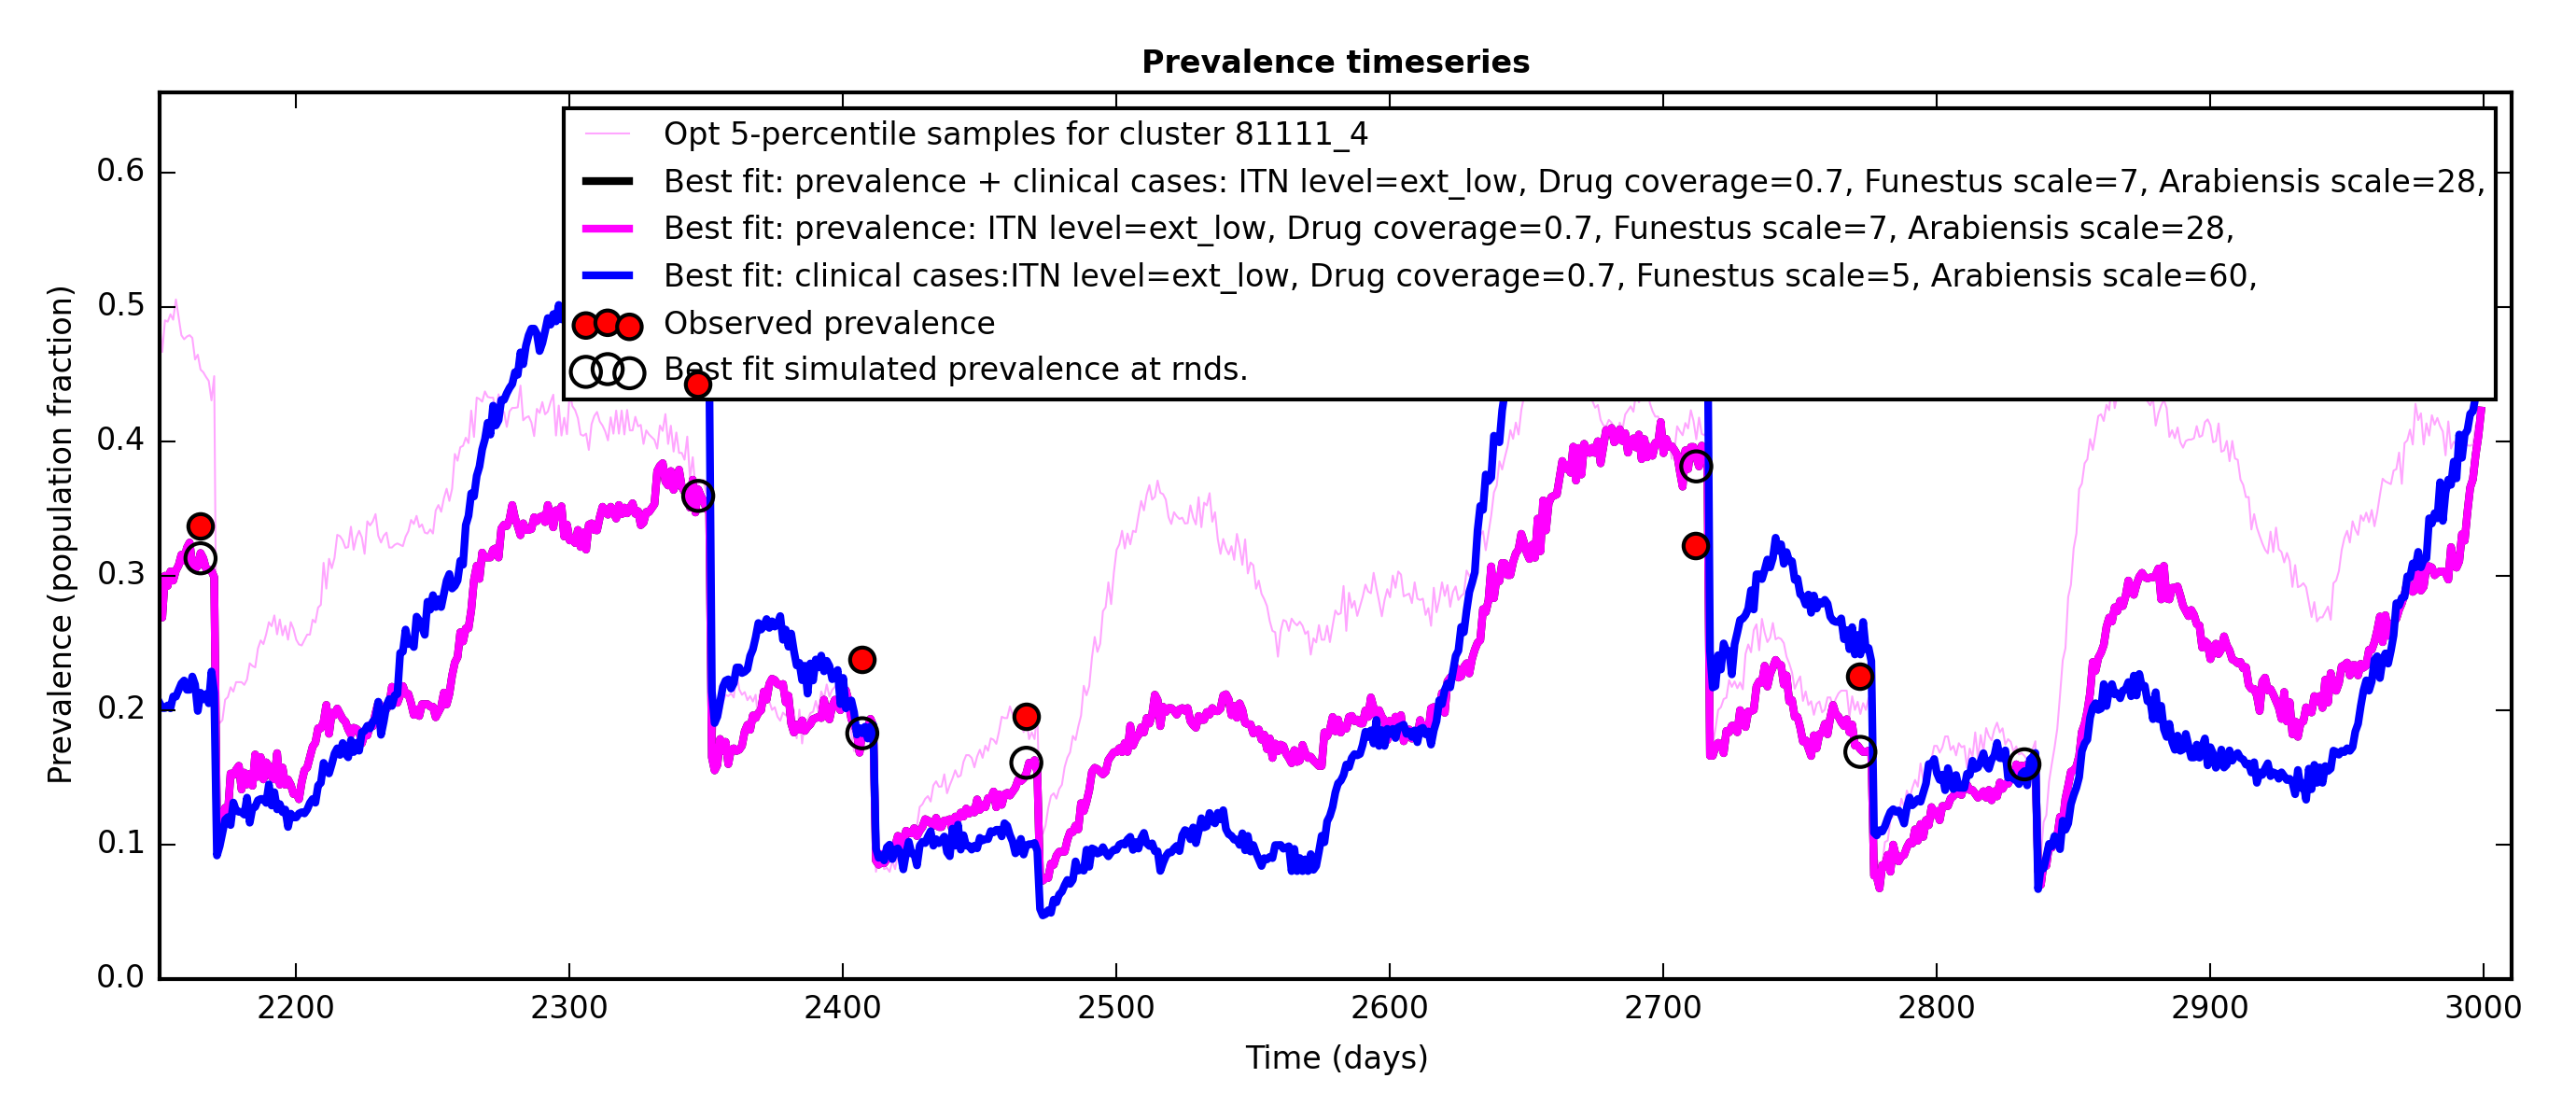 Prevalence timeseries
Opt 5-percentile samples for cluster 81111_4
Best fit: prevalence + clinical cases: ITN level=ext_low, Drug coverage=0.7, Funestus scale=7, Arabiensis scale=28,
Best fit: prevalence: ITN level=ext_low, Drug coverage=0.7, Funestus scale=7, Arabiensis scale=28,
Best fit: clinical cases:ITN level=ext_low, Drug coverage=0.7, Funestus scale=5, Arabiensis scale=60,
Observed prevalence
Best fit simulated prevalence at rnds.
Prevalence (population fraction)
0.6
0.5
0.4
0.3
0.2
0.1
0.0
2200 2300 2400 2500 2600 2700 2800 2900 3000
Time (days)